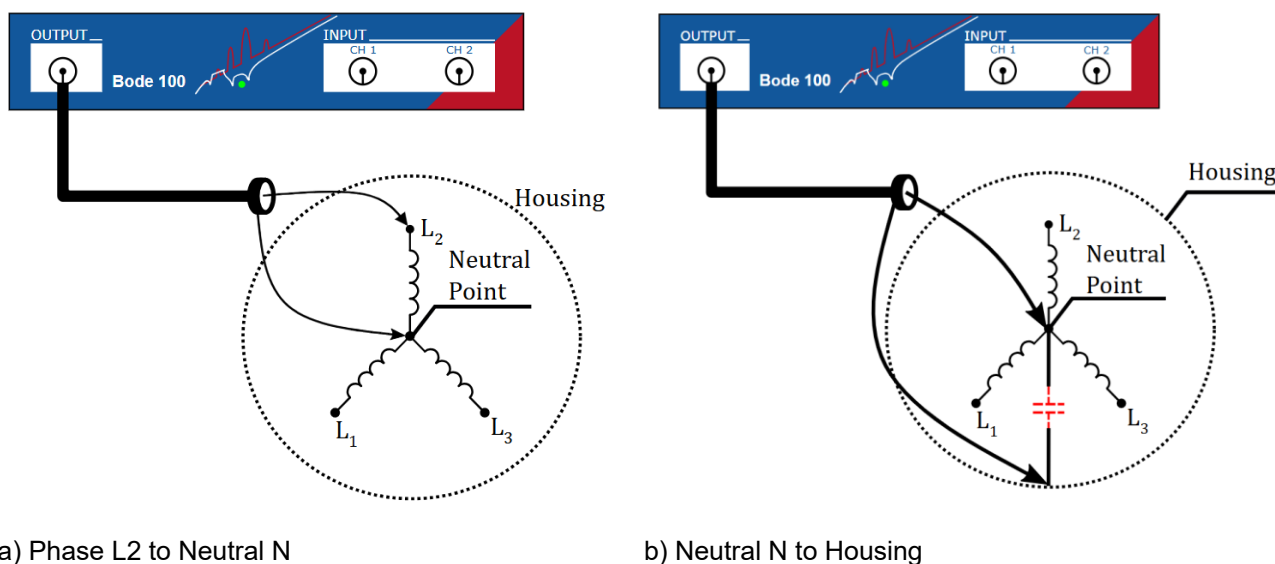 OUTPUT
INPUT
CH 1
CH 2
Bode 100
Housing
L2
Neutral
Point
L1
L3
a) Phase L2 to Neutral N
OUTPUT
INPUT
CH 1
CH 2
Bode 100
Housing
L2
Neutral
Point
L1
L3
b) Neutral N to Housing